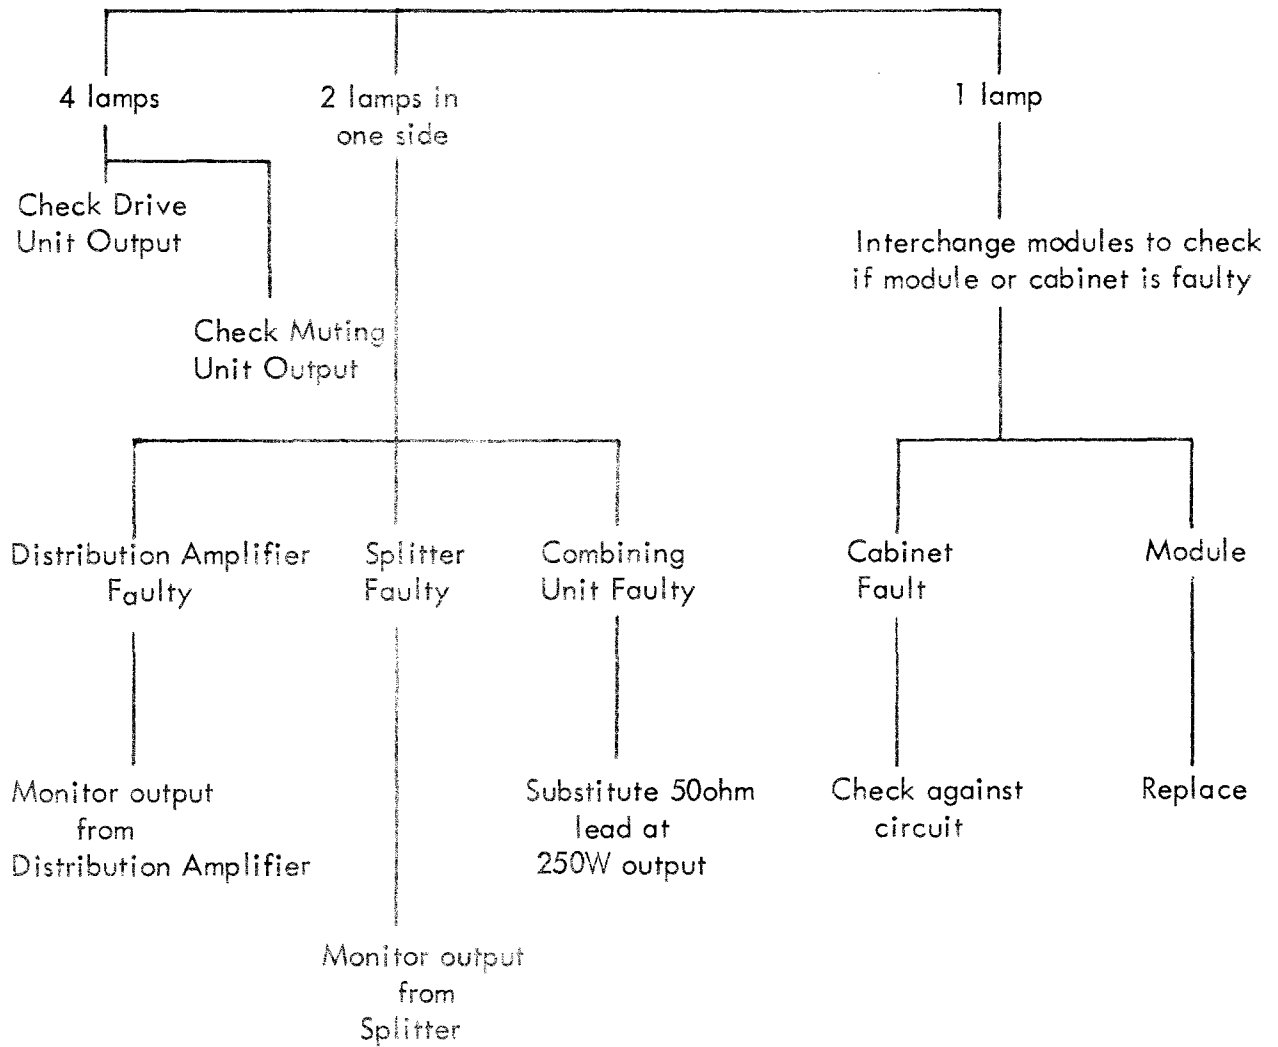 4 lamps
2 lamps in
one side
1 lamp
Check Drive
Unit Output
Interchange modules to check
if module or cabinet is faulty
Check Muting
Unit Output
Distribution Amplifier
Faulty
Splitter
Faulty
Combining
Unit Faulty
Cabinet
Fault
Module
Monitor output
from
Distribution Amplifier
Substitute 50ohm
lead at
250W output
Check against
circuit
Replace
Monitor output
from
Splitter